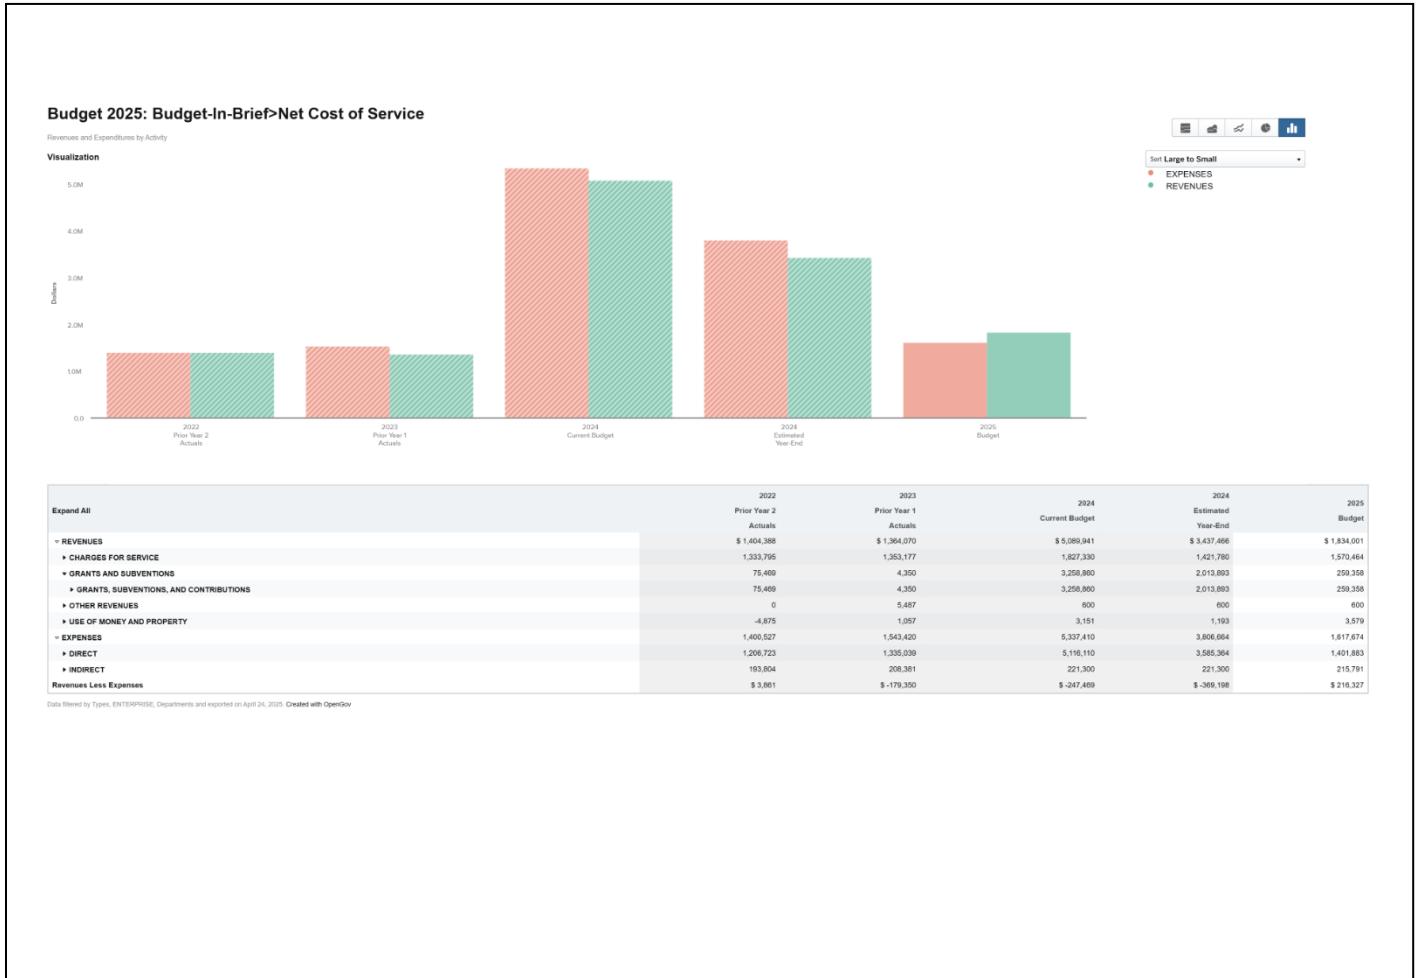 Budget 2025: Budget-In-Brief>Net Cost of Service
Revenues and Expenditures by Activity
Visualization
Sort Large to Small
EXPENSES
REVENUES
Dollars
5.0M
4.0M
3.0M
2.0M
1.0M
0.0
2022 Prior Year 2 Actuals
2023 Prior Year 1 Actuals
2024 Current Budget
2024 Estimated Year-End
2025 Budget
Expand All 2022 Prior Year 2 Actuals 2023 Prior Year 1 Actuals 2024 Current Budget 2024 Estimated Year-End 2025 Budget
REVENUES $ 1,404,388 $ 1,364,070 $ 5,089,941 $ 3,437,466 $ 1,834,001
CHARGES FOR SERVICE 1,333,795 1,353,177 1,827,330 1,421,780 1,570,464
GRANTS AND SUBVENTIONS 75,469 4,350 3,258,860 2,013,893 259,358
GRANTS, SUBVENTIONS, AND CONTRIBUTIONS 75,469 4,350 3,258,860 2,013,893 259,358
OTHER REVENUES 0 5,487 600 600 600
USE OF MONEY AND PROPERTY -4,875 1,057 3,151 1,193 3,579
EXPENSES 1,400,527 1,543,420 5,337,410 3,806,664 1,617,674
DIRECT 1,206,723 1,335,039 5,116,110 3,585,364 1,401,883
INDIRECT 193,804 208,381 221,300 221,300 215,791
Revenues Less Expenses $ 3,861 $ -179,350 $ -247,469 $ -369,198 $ 216,327
Data filtered by Types, ENTERPRISE, Departments and exported on April 24, 2025. Created with OpenGov